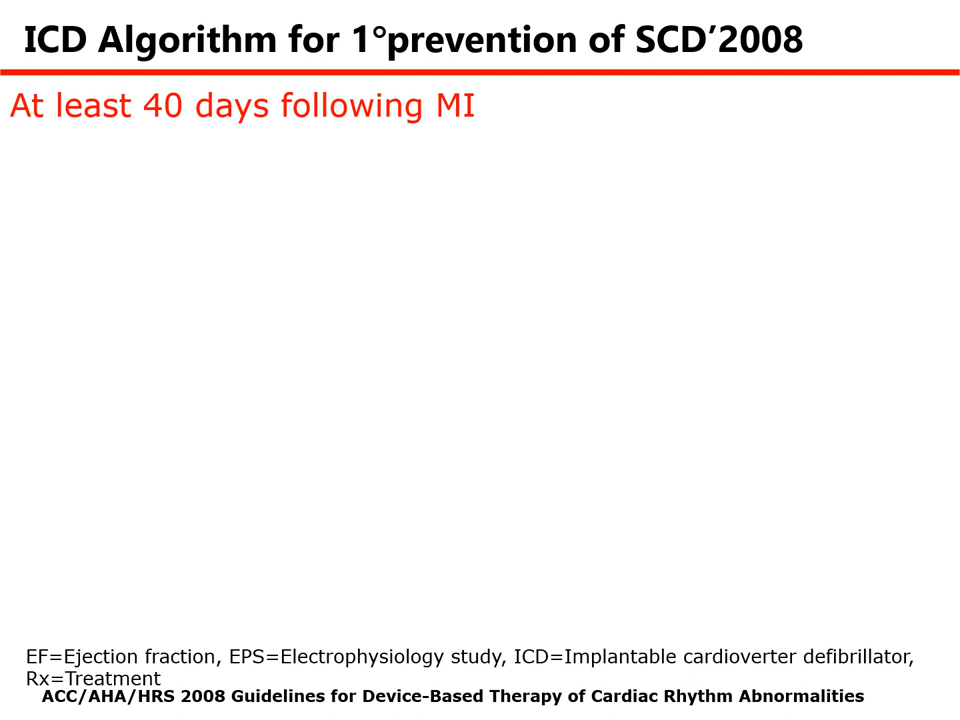 ICD Algorithm for 1°prevention of SCD’2008
At least 40 days following MI
EF=Ejection fraction, EPS=Electrophysiology study, ICD=Implantable cardioverter defibrillator,
Rx=Treatment
ACC/AHA/HRS 2008 Guidelines for Device-Based Therapy of Cardiac Rhythm Abnormalities